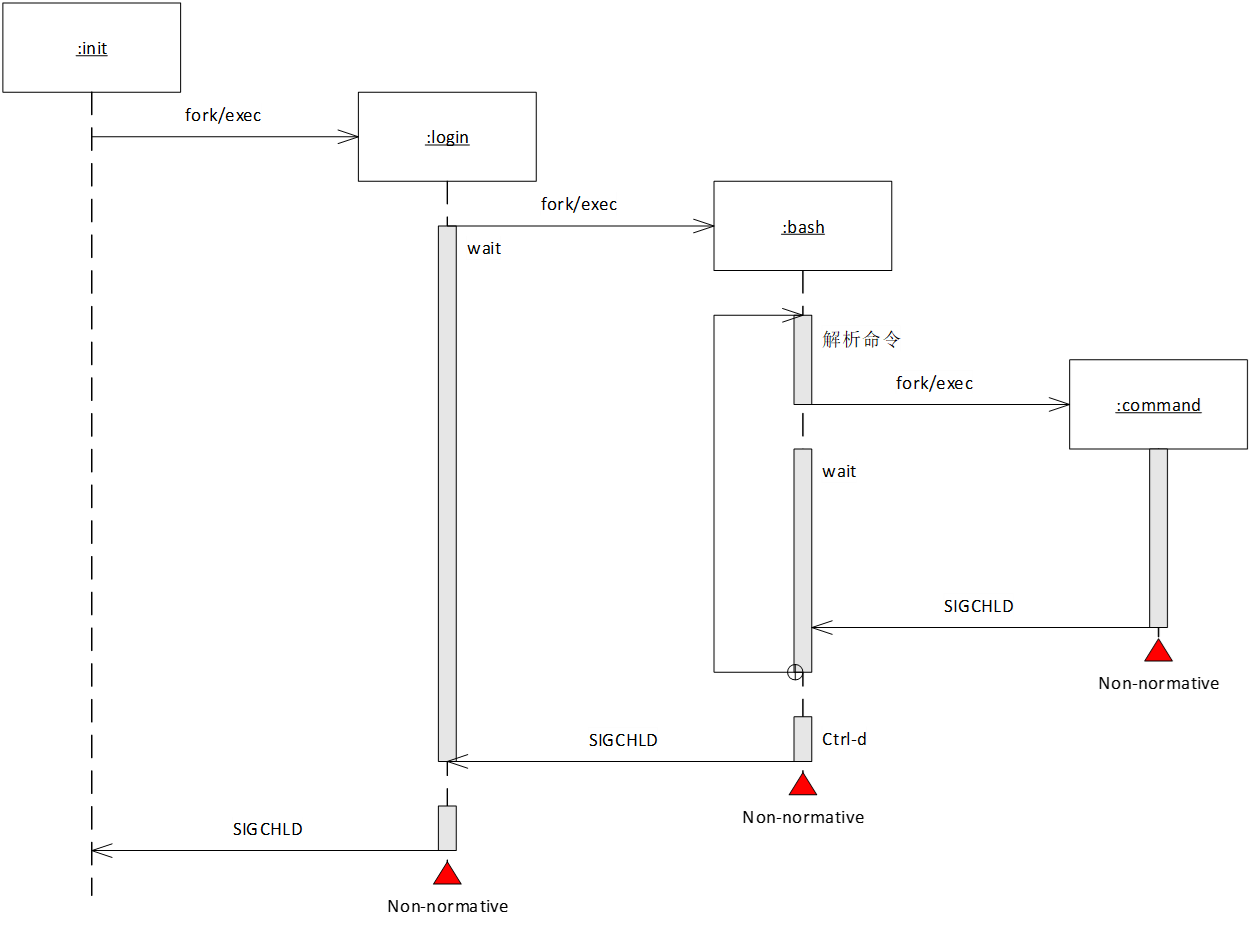 :init
fork/exec
:login
fork/exec
:bash
wait
解析命令
fork/exec
:command
wait
SIGCHLD
Non-normative
SIGCHLD
Ctrl-d
Non-normative
SIGCHLD
Non-normative